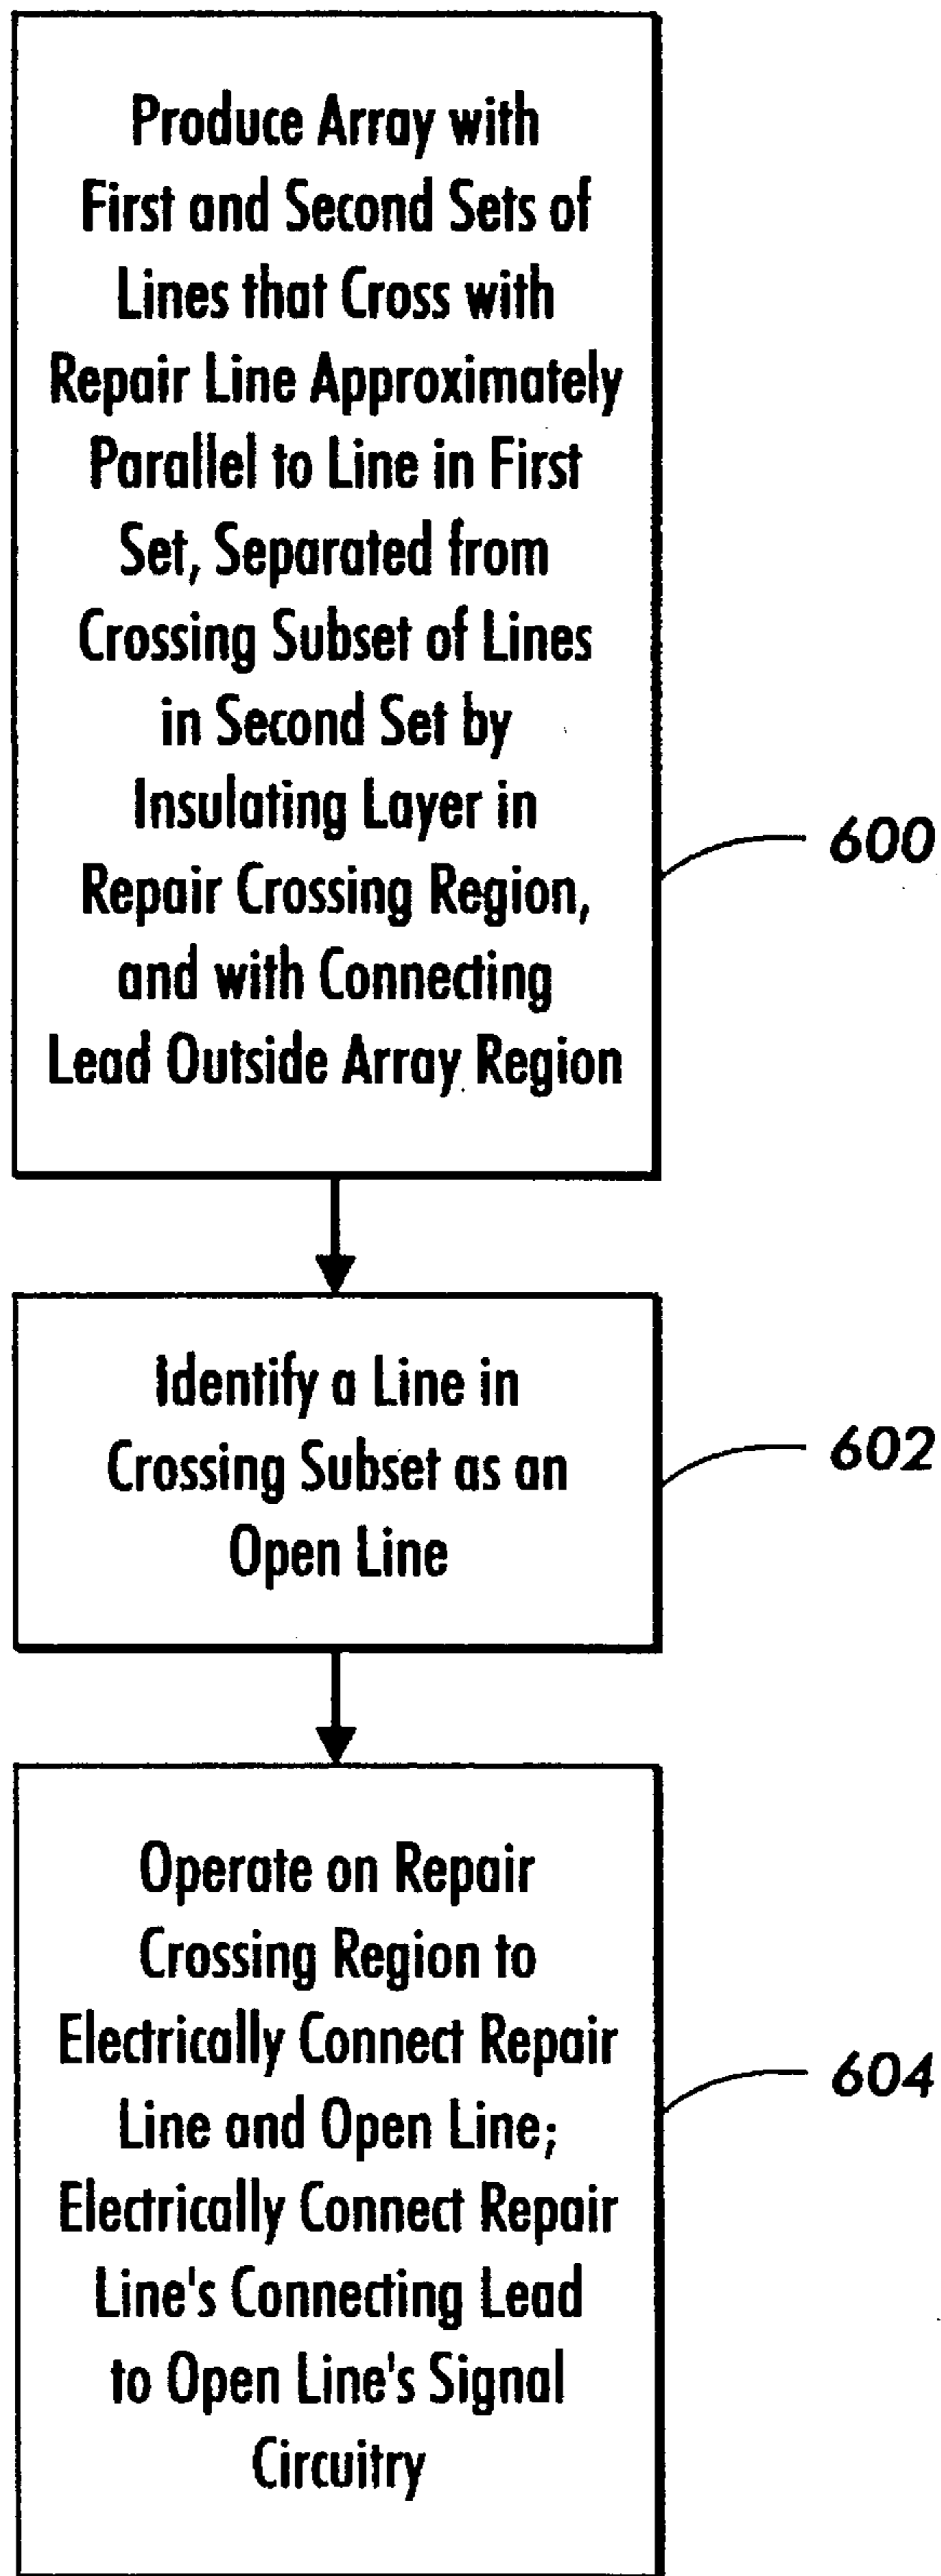 Produce Array with
First and Second Sets of
Lines that Cross with
Repair Line Approximately
Parallel to Line in First
Set, Separated from
Crossing Subset of Lines
in Second Set by
Insulating Layer in
Repair Crossing Region,
and with Connecting
Lead Outside Array Region
600
Identify a Line in
Crossing Subset as an
Open Line
602
Operate on Repair
Crossing Region to
Electrically Connect Repair
Line and Open Line;
Electrically Connect Repair
Line's Connecting Lead
to Open Line's Signal
Circuitry
604